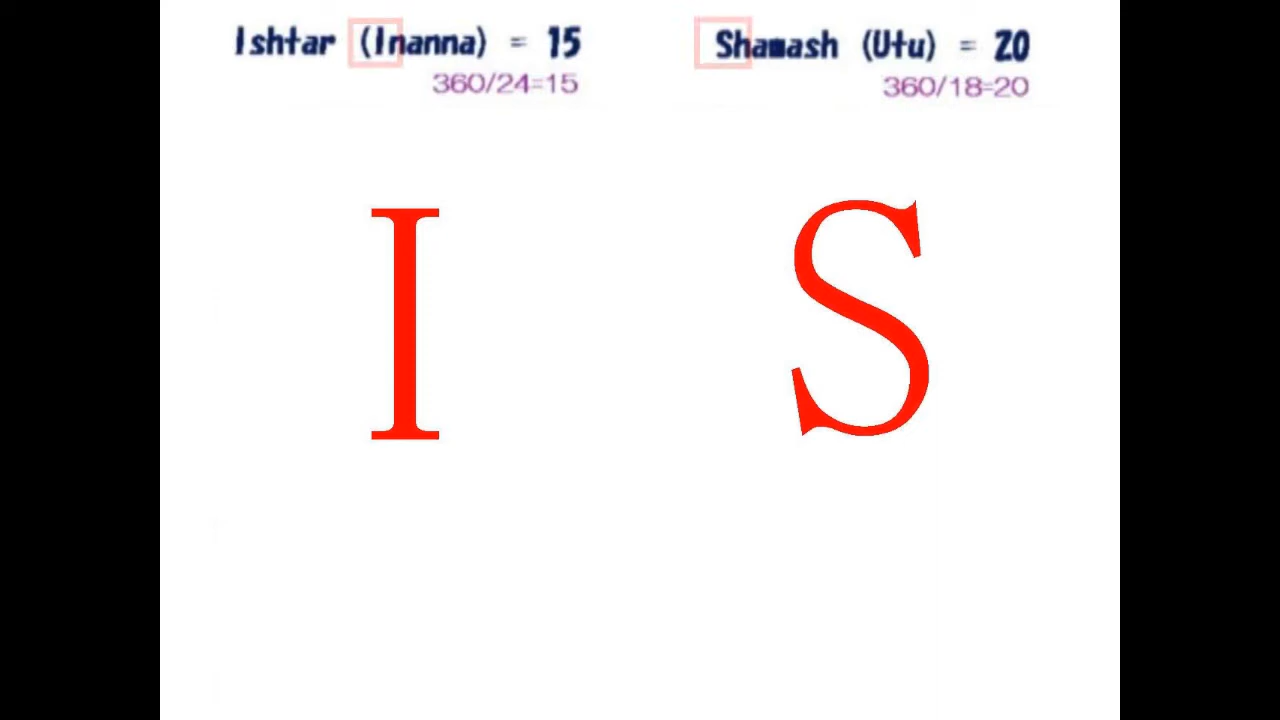 Ishtar (Inanna) = 15
360/24=15
Shamash (Utu) = 20
360/18=20
I S